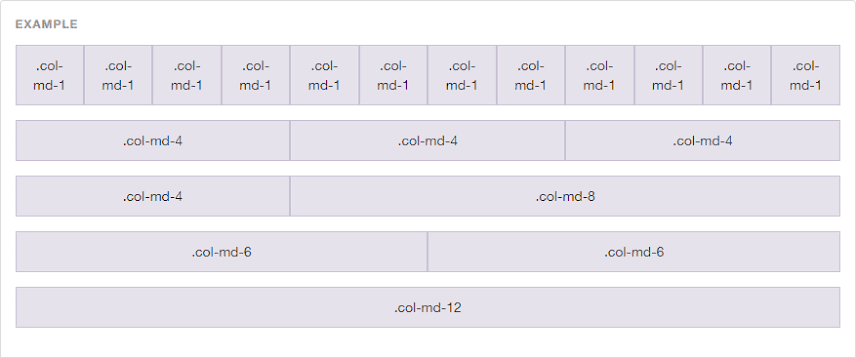 EXAMPLE
.col- .col- .col- .col- .col- .col- .col- .col- .col- .col- .col- .col-
md-1 md-1 md-1 md-1 md-1 md-1 md-1 md-1 md-1 md-1 md-1 md-1
.col-md-4 .col-md-4 .col-md-4
.col-md-4 .col-md-8
.col-md-6 .col-md-6
.col-md-12